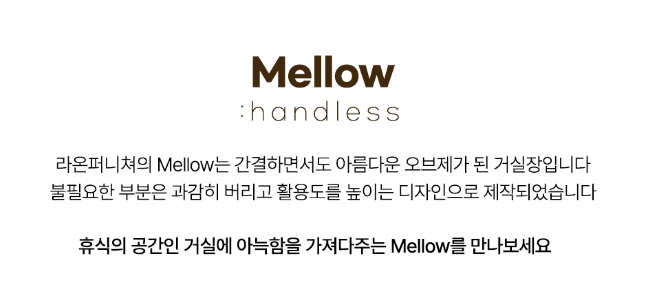 Mellow
:handless
라온퍼니쳐의 Mellow는 간결하면서도 아름다운 오브제가 된 거실장입니다
불필요한 부분은 과감히 버리고 활용도를 높이는 디자인으로 제작되었습니다
휴식의 공간인 거실에 아늑함을 가져다주는 Mellow를 만나보세요